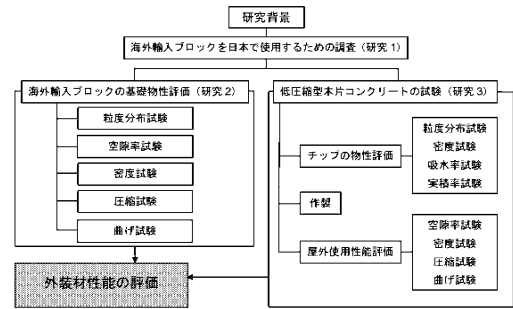 研究背景
海外輸入ブロックを日本で使用するための調査（研究1）
海外輸入ブロックの基礎物性評価（研究2）
粒度分布試験
空隙率試験
密度試験
圧縮試験
曲げ試験
外装材性能の評価
低圧縮型木片コンクリートの試験（研究3）
チップの物性評価
粒度分布試験
密度試験
吸水率試験
実積率試験
作製
屋外使用性能評価
空隙率試験
密度試験
圧縮試験
曲げ試験